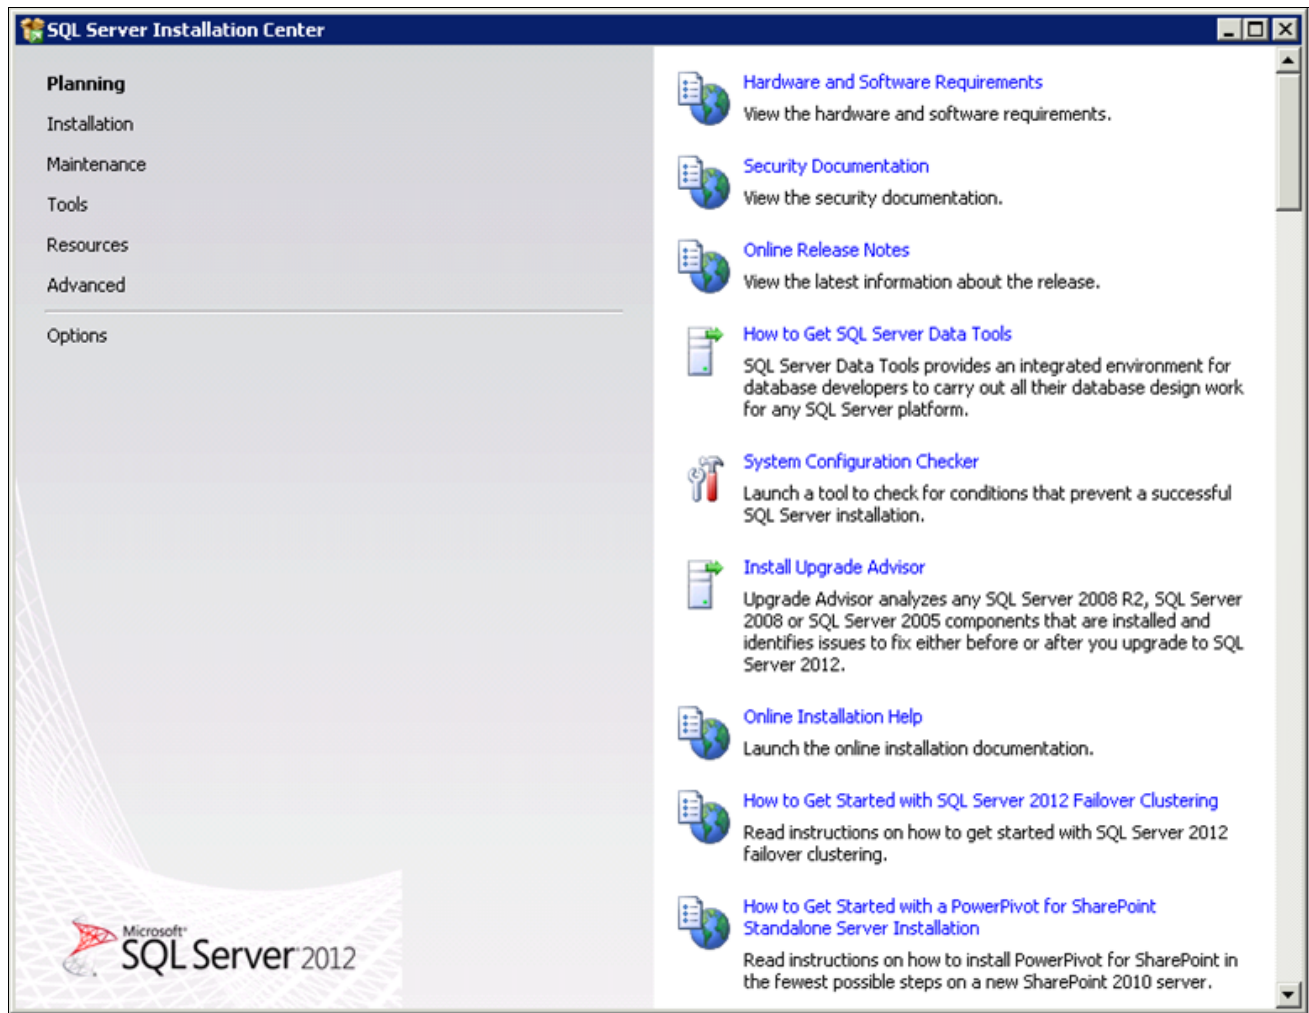 SQL Server Installation Center
Planning
Installation
Maintenance
Tools
Resources
Advanced
Options
Hardware and Software Requirements
View the hardware and software requirements.
Security Documentation
View the security documentation.
Online Release Notes
View the latest information about the release.
How to Get SQL Server Data Tools
SQL Server Data Tools provides an integrated environment for
database developers to carry out all their database design work
for any SQL Server platform.
System Configuration Checker
Launch a tool to check for conditions that prevent a successful
SQL Server installation.
Install Upgrade Advisor
Upgrade Advisor analyzes any SQL Server 2008 R2, SQL Server
2008 or SQL Server 2005 components that are installed and
identifies issues to fix either before or after you upgrade to SQL
Server 2012.
Online Installation Help
Launch the online installation documentation.
How to Get Started with SQL Server 2012 Failover Clustering
Read instructions on how to get started with SQL Server 2012
failover clustering.
How to Get Started with a PowerPivot for SharePoint
Standalone Server Installation
Read instructions on how to install PowerPivot for SharePoint in
the fewest possible steps on a new SharePoint 2010 server.
Microsoft
SQL Server 2012